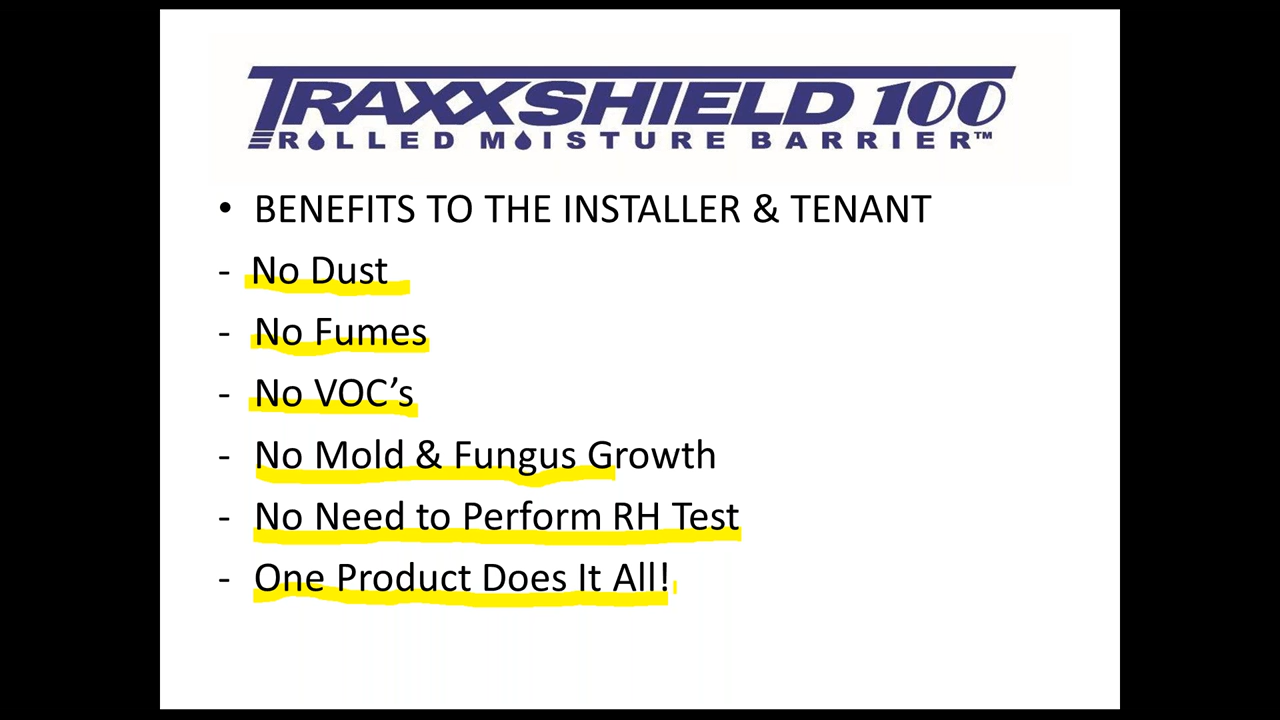 TRAXXSHIELD 100
ROLLED MOISTURE BARRIER™
• BENEFITS TO THE INSTALLER & TENANT
- No Dust
- No Fumes
- No VOC’s
- No Mold & Fungus Growth
- No Need to Perform RH Test
- One Product Does It All!